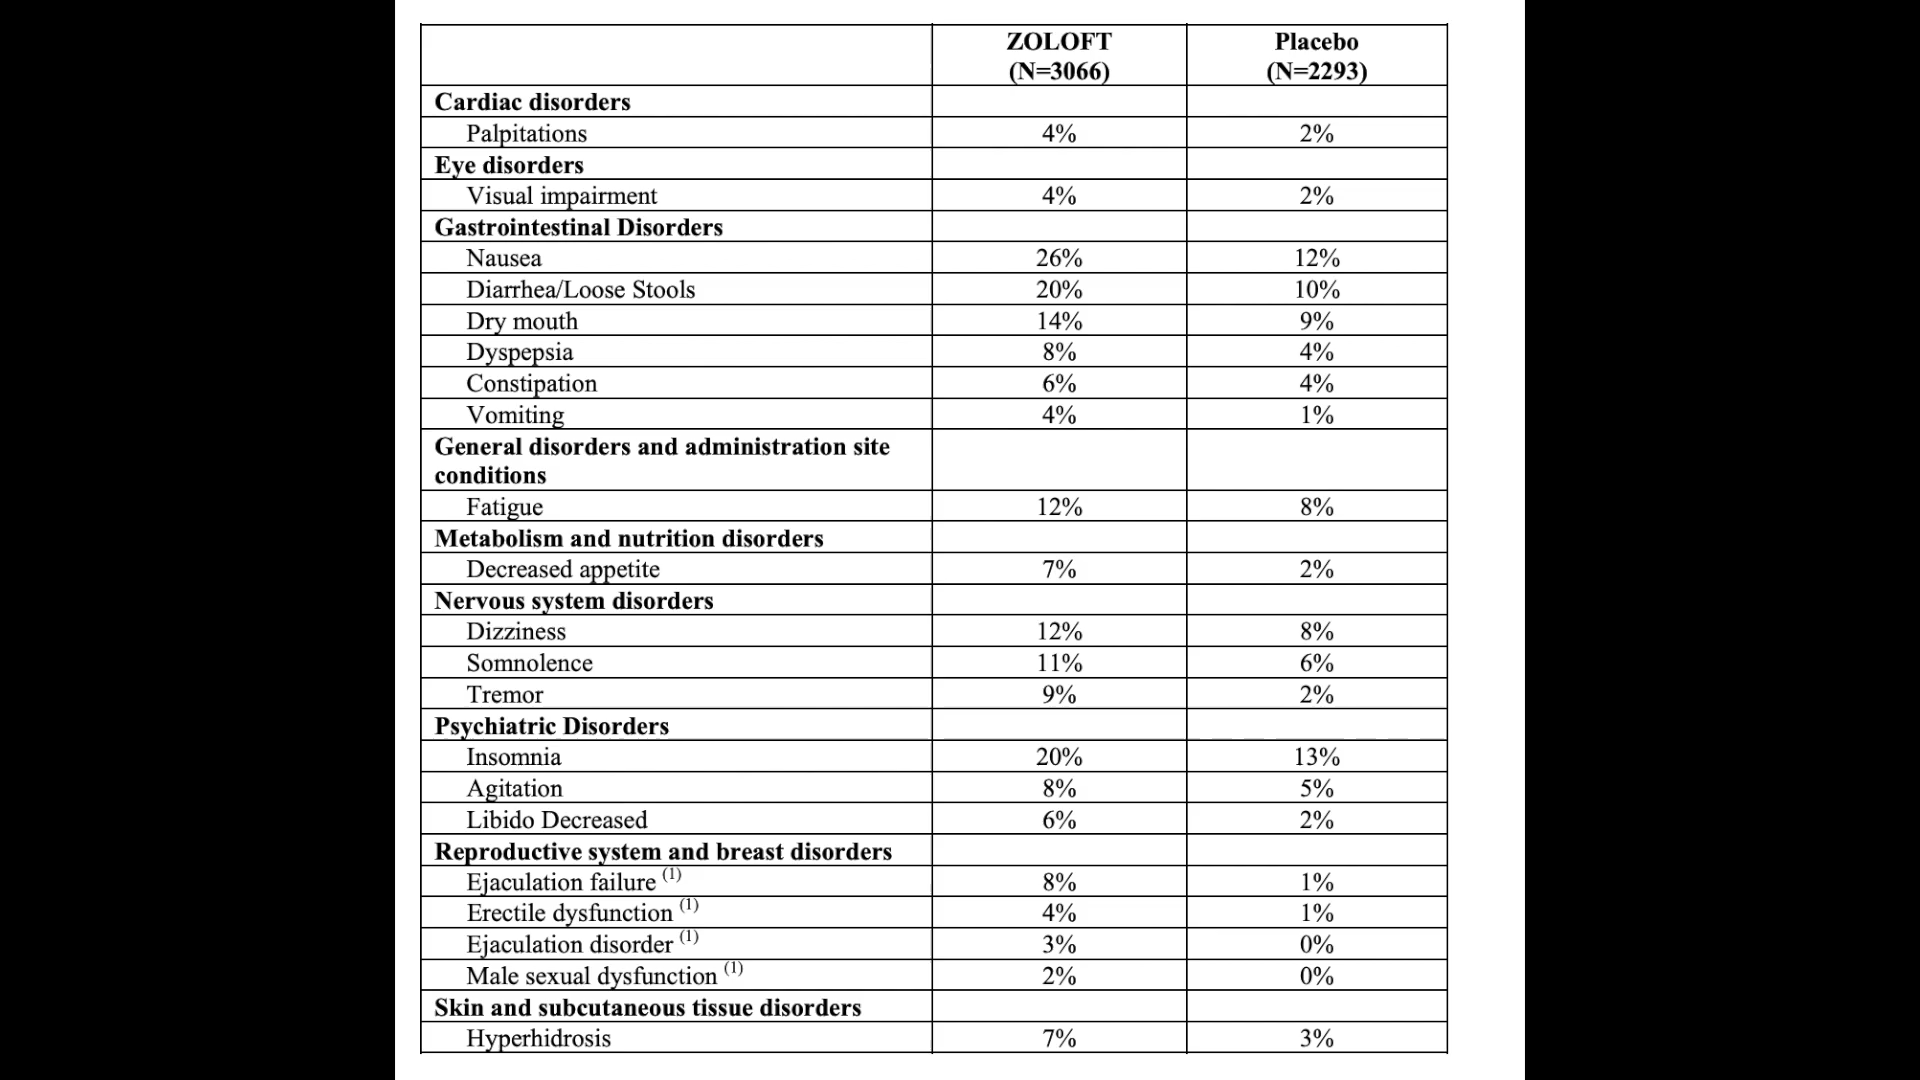 ZOLOFT Placebo
(N=3066) (N=2293)
Cardiac disorders
Palpitations 4% 2%
Eye disorders
Visual impairment 4% 2%
Gastrointestinal Disorders
Nausea 26% 12%
Diarrhea/Loose Stools 20% 10%
Dry mouth 14% 9%
Dyspepsia 8% 4%
Constipation 6% 4%
Vomiting 4% 1%
General disorders and administration site
conditions
Fatigue 12% 8%
Metabolism and nutrition disorders
Decreased appetite 7% 2%
Nervous system disorders
Dizziness 12% 8%
Somnolence 11% 6%
Tremor 9% 2%
Psychiatric Disorders
Insomnia 20% 13%
Agitation 8% 5%
Libido Decreased 6% 2%
Reproductive system and breast disorders
Ejaculation failure (1) 8% 1%
Erectile dysfunction (1) 4% 1%
Ejaculation disorder (1) 3% 0%
Male sexual dysfunction (1) 2% 0%
Skin and subcutaneous tissue disorders
Hyperhidrosis 7% 3%